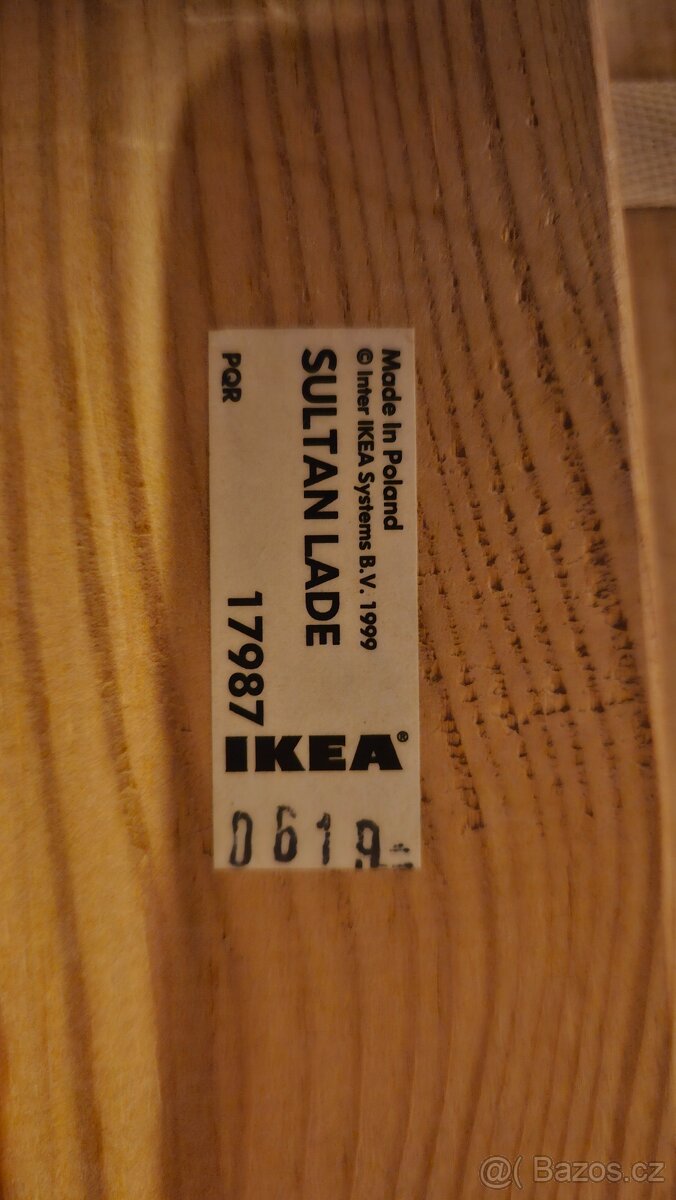 Made In Poland
© Inter IKEA Systems B.V. 1999
SULTAN LADE
PQR
17987
IKEA®
0619
@( Bazos.cz